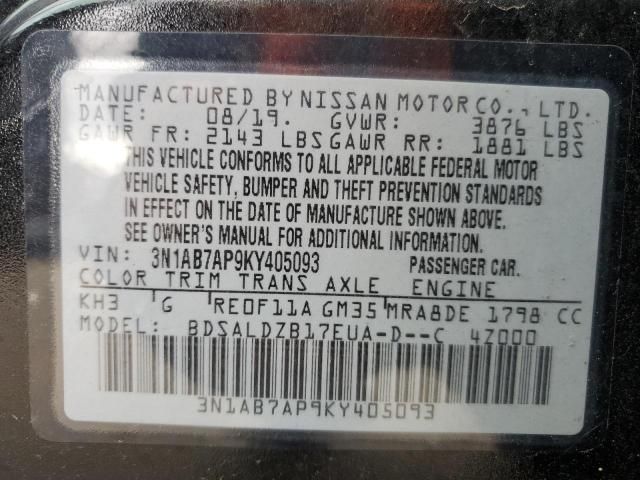 MANUFACTURED BY NISSAN MOTOR CO., LTD.
DATE: 08/19. GVWR: 3876 LBS
GAWR FR: 2143 LBS GAWR RR: 1881 LBS
THIS VEHICLE CONFORMS TO ALL APPLICABLE FEDERAL MOTOR
VEHICLE SAFETY, BUMPER AND THEFT PREVENTION STANDARDS
IN EFFECT ON THE DATE OF MANUFACTURE SHOWN ABOVE.
SEE OWNER'S MANUAL FOR ADDITIONAL INFORMATION.
VIN: 3N1AB7AP9KY405093 PASSENGER CAR.
COLOR TRIM TRANS AXLE ENGINE
KH3 G RE0F11A GM35 MRA8DE 1798 CC
MODEL: BDSALDZB17EUA-D--C 4Z000
3N1AB7AP9KY405093